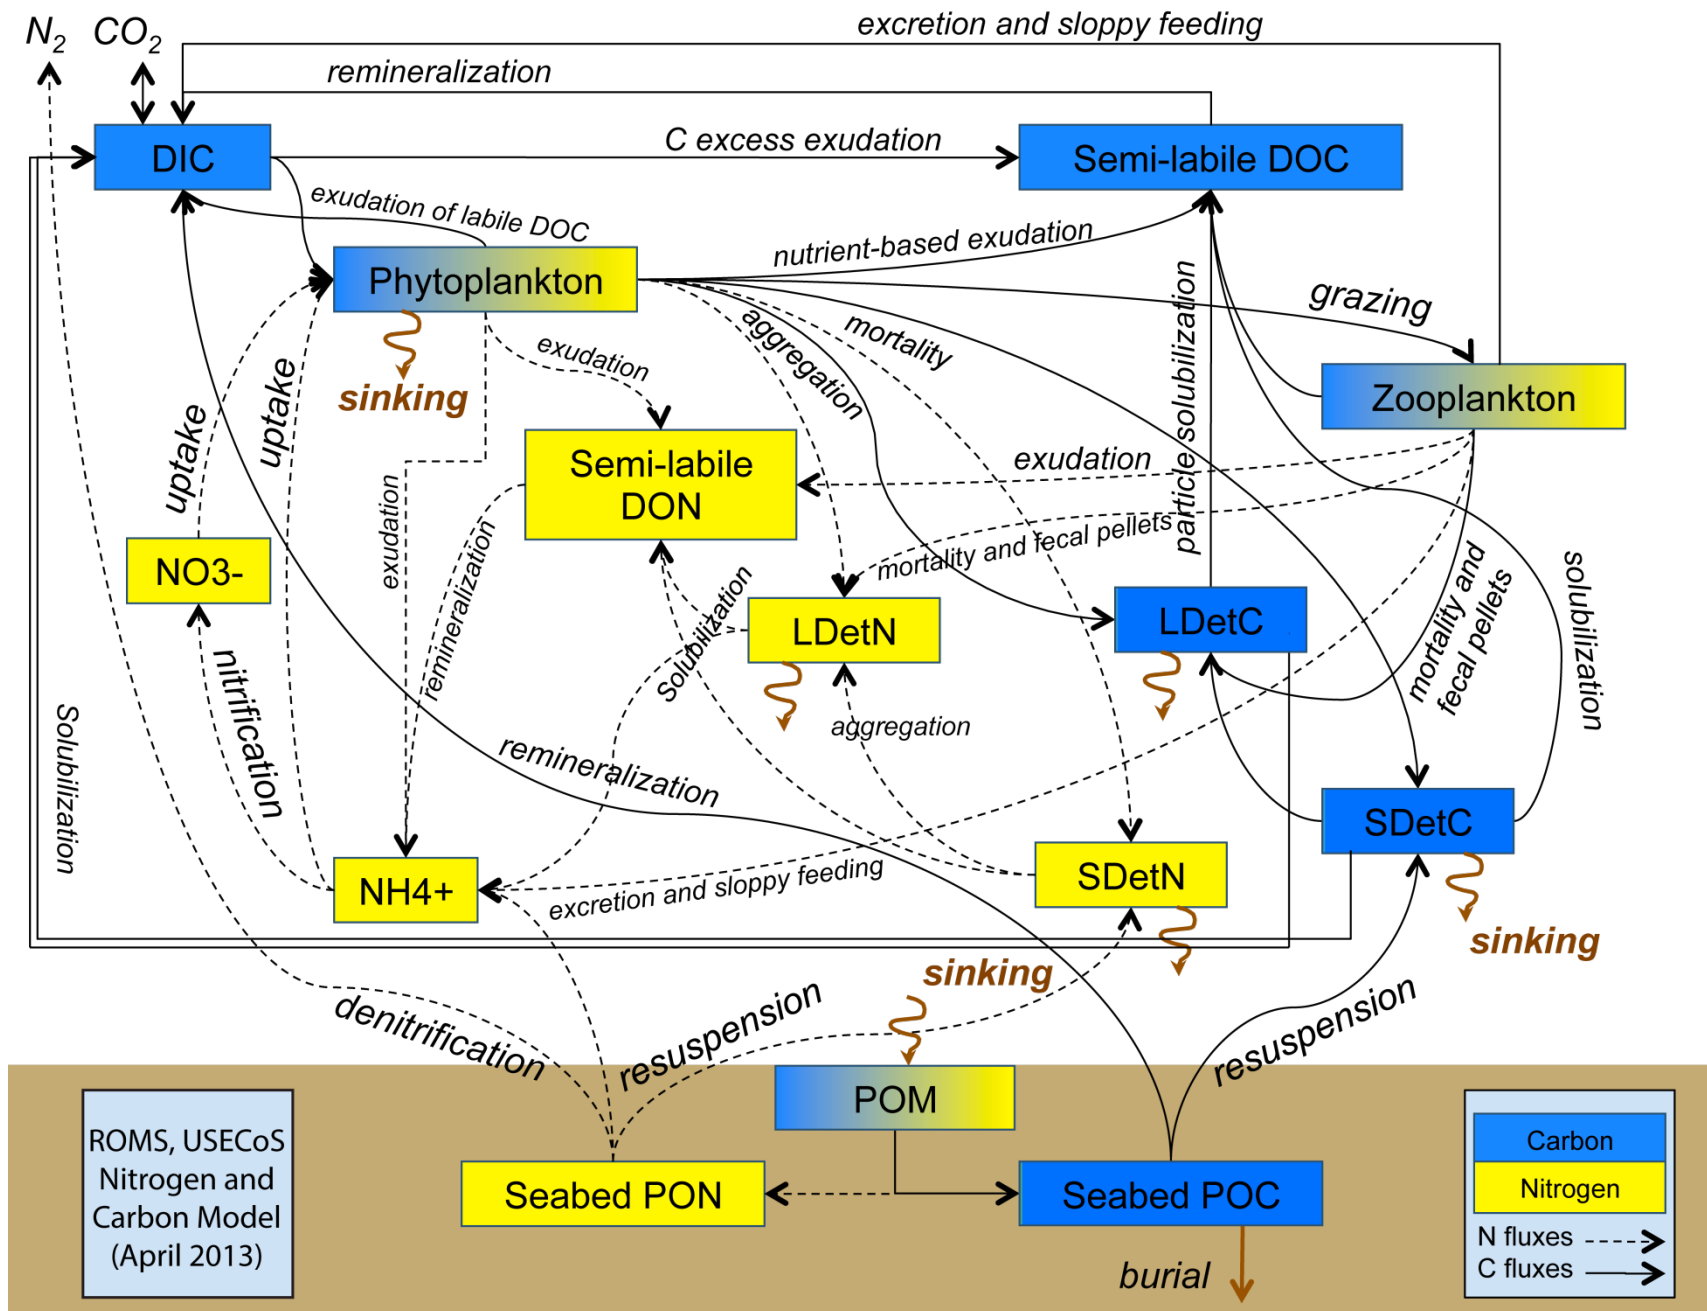 N₂
CO₂
excretion and sloppy feeding
remineralization
DIC
C excess exudation
Semi-labile DOC
exudation of labile DOC
nutrient-based exudation
Phytoplankton
particle solubilization
grazing
aggregation
mortality
exudation
sinking
uptake
uptake
Zooplankton
Semi-labile
DON
exudation
exudation
remineralization
mortality and fecal pellets
NO3-
Solubilization
LDetN
LDetC
mortality and
fecal pellets
solubilization
nitrification
Solubilization
aggregation
remineralization
SDetC
NH4+
excretion and sloppy feeding
SDetN
sinking
sinking
denitrification
resuspension
resuspension
POM
ROMS, USECoS
Nitrogen and
Carbon Model
(April 2013)
Seabed PON
Seabed POC
burial
Carbon
Nitrogen
N fluxes
C fluxes